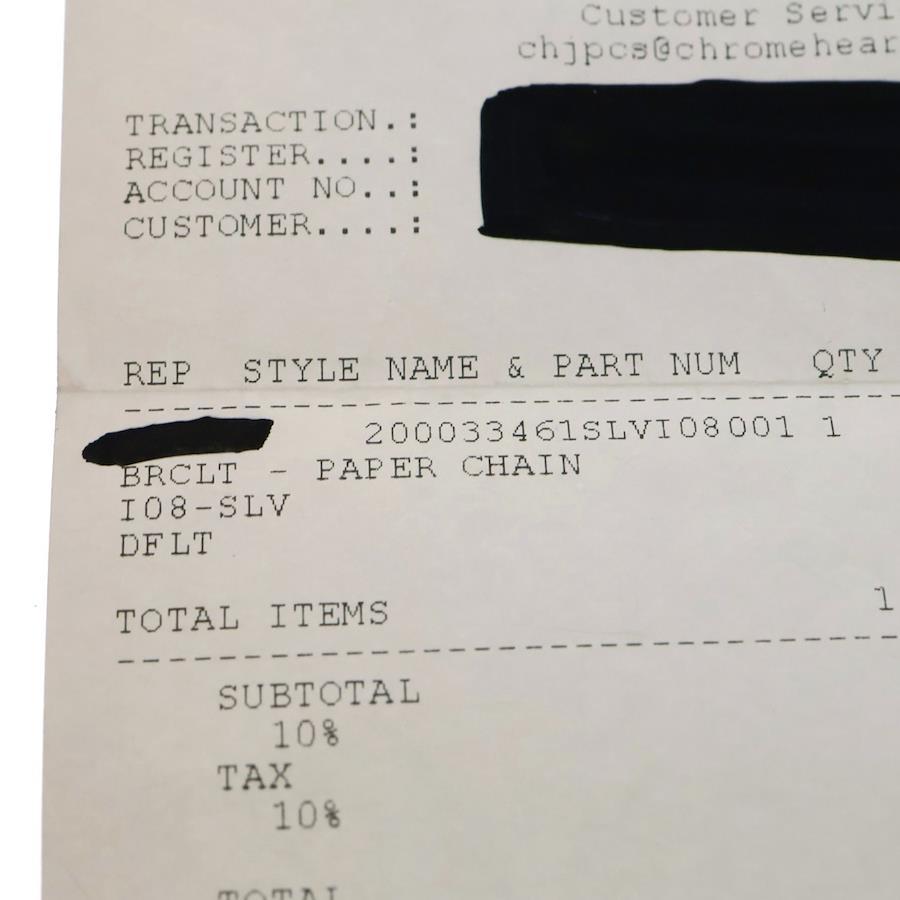 Customer Servi
chjpcs@chromehear
TRANSACTION.:
REGISTER....:
ACCOUNT NO..:
CUSTOMER....:
REP STYLE NAME & PART NUM QTY
200033461SLVI08001 1
BRCLT - PAPER CHAIN
I08-SLV
DFLT
TOTAL ITEMS 1
SUBTOTAL
10%
TAX
10%
TOTAL